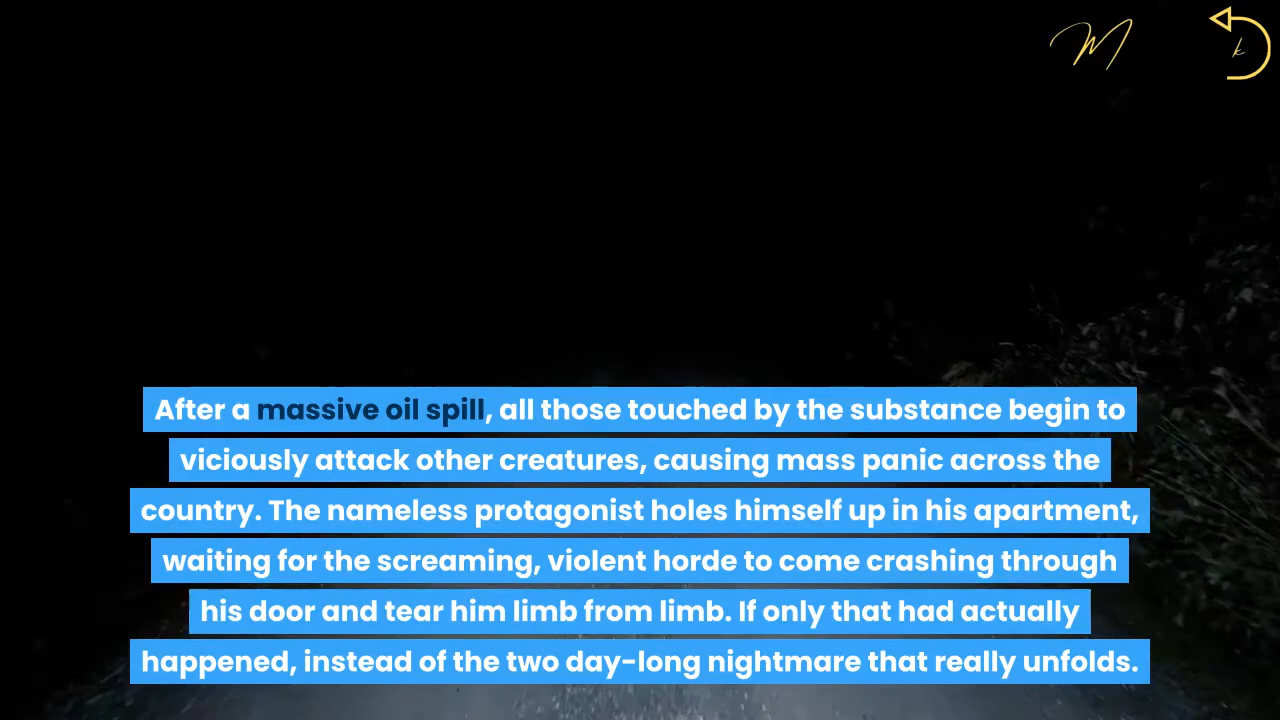 M
k
After a massive oil spill, all those touched by the substance begin to
viciously attack other creatures, causing mass panic across the
country. The nameless protagonist holes himself up in his apartment,
waiting for the screaming, violent horde to come crashing through
his door and tear him limb from limb. If only that had actually
happened, instead of the two day-long nightmare that really unfolds.